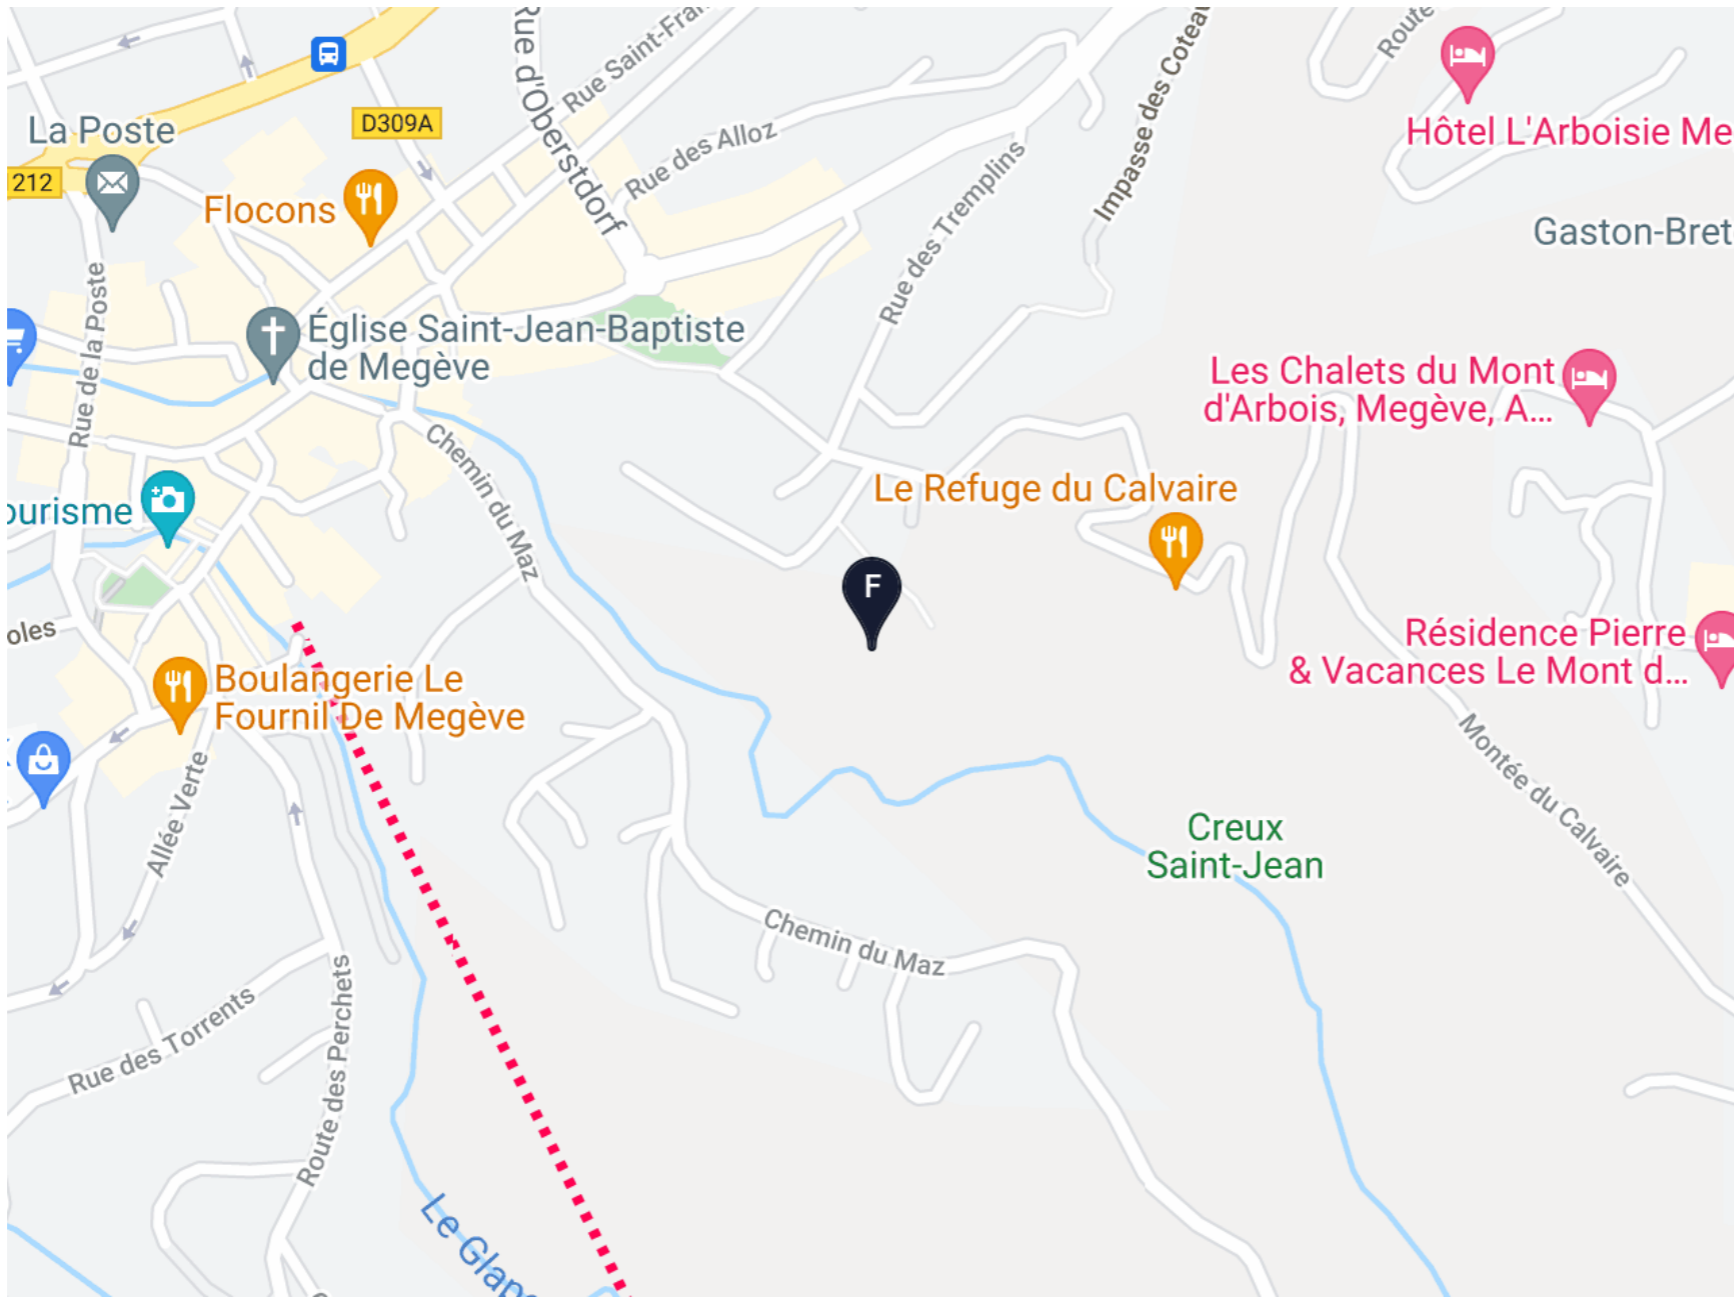 Rue d'Oberstdorf
Rue Saint-Fran
Impasse des Coteau
Route
Hôtel L'Arboisie Me
D309A
La Poste
212
Flocons
Rue des Alloz
Rue des Tremplins
Gaston-Bret
Rue de la Poste
Église Saint-Jean-Baptiste
de Megève
Les Chalets du Mont
d'Arbois, Megève, A...
Chemin du Maz
Le Refuge du Calvaire
ourisme
F
oles
Résidence Pierre
& Vacances Le Mont d...
Boulangerie Le
Fournil De Megève
Montée du Calvaire
Allée Verte
Creux
Saint-Jean
Chemin du Maz
Rue des Torrents
Route des Perchets
Le Glap